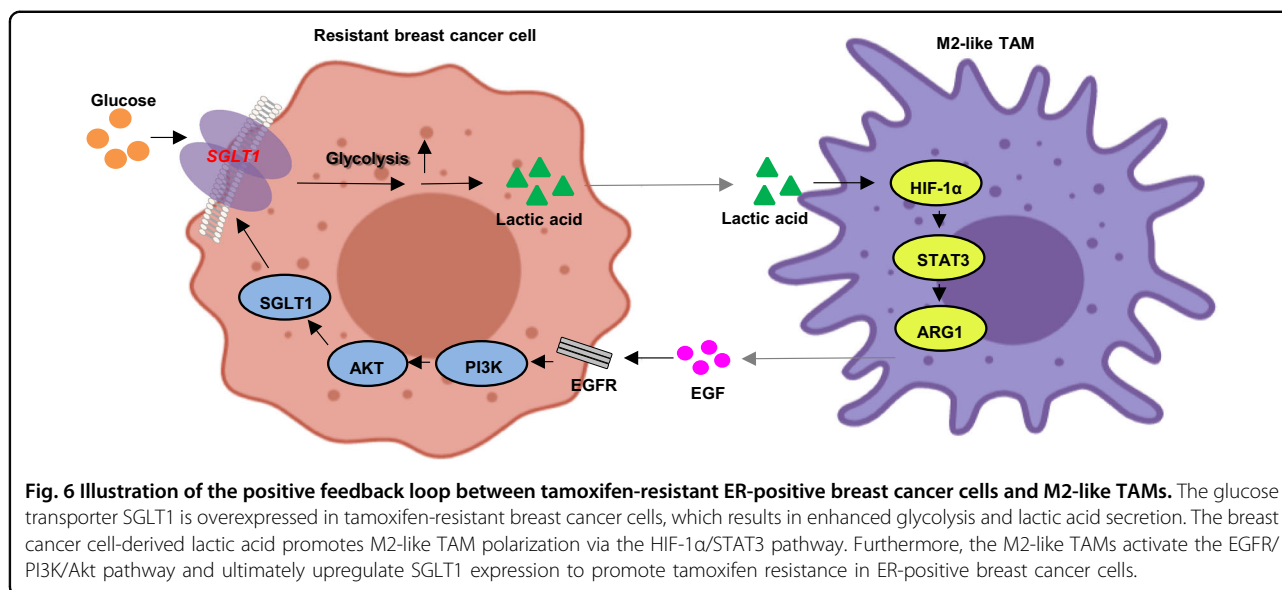 Resistant breast cancer cell
M2-like TAM
Glucose
SGLT1
Glycolysis
Lactic acid
Lactic acid
HIF-1α
STAT3
ARG1
SGLT1
AKT
PI3K
EGFR
EGF
Fig. 6 Illustration of the positive feedback loop between tamoxifen-resistant ER-positive breast cancer cells and M2-like TAMs. The glucose
transporter SGLT1 is overexpressed in tamoxifen-resistant breast cancer cells, which results in enhanced glycolysis and lactic acid secretion. The breast
cancer cell-derived lactic acid promotes M2-like TAM polarization via the HIF-1α/STAT3 pathway. Furthermore, the M2-like TAMs activate the EGFR/
PI3K/Akt pathway and ultimately upregulate SGLT1 expression to promote tamoxifen resistance in ER-positive breast cancer cells.